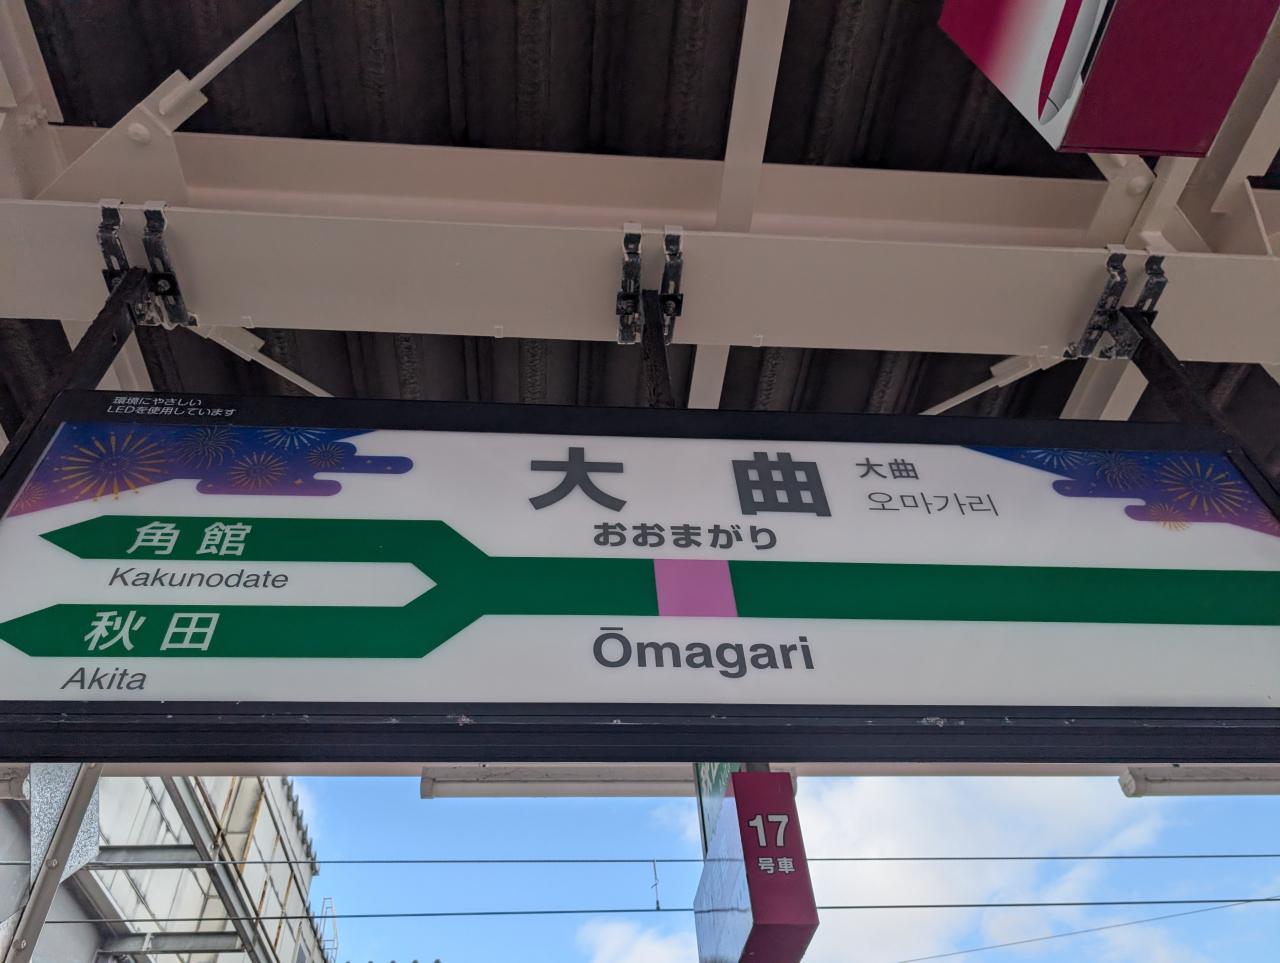 環境にやさしい
LEDを使用しています
大曲
大曲
오마가리
おおまがり
角館
Kakunodate
秋田
Akita
Ōmagari
17
号車